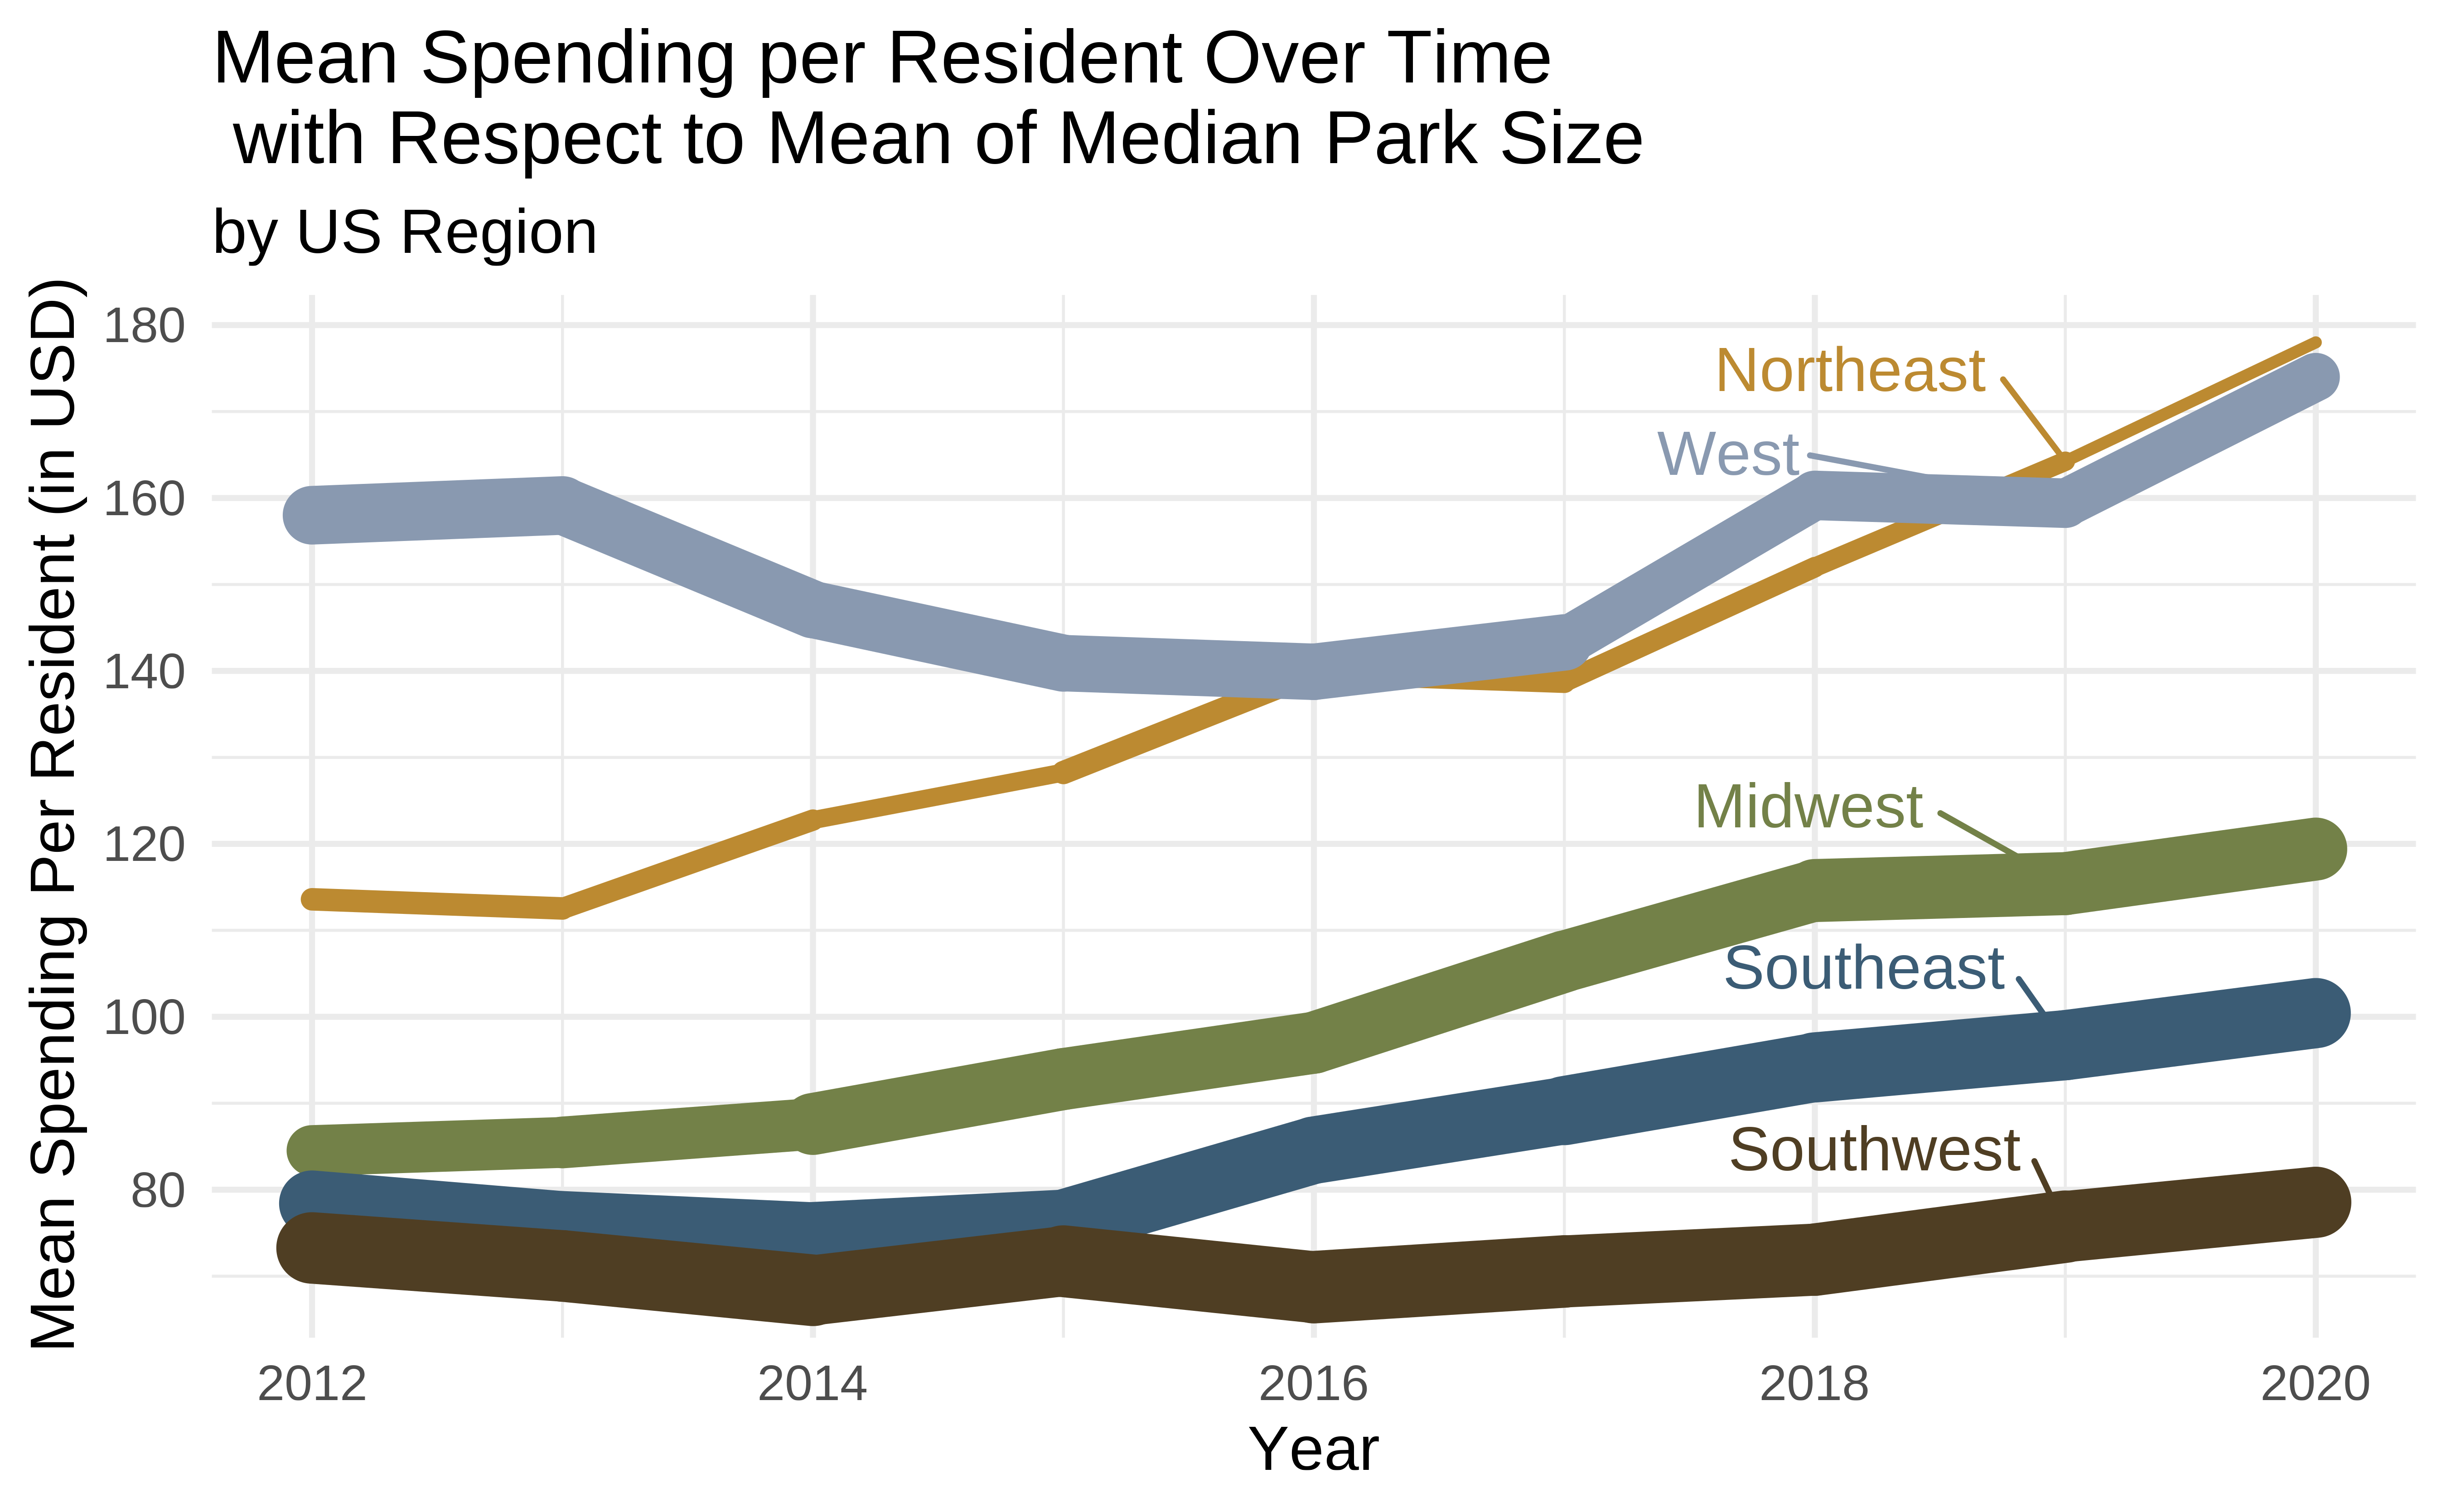 Mean Spending per Resident Over Time
with Respect to Mean of Median Park Size
by US Region
Mean Spending Per Resident (in USD)
180
160
140
120
100
80
Northeast
West
Midwest
Southeast
Southwest
2012 2014 2016 2018 2020
Year